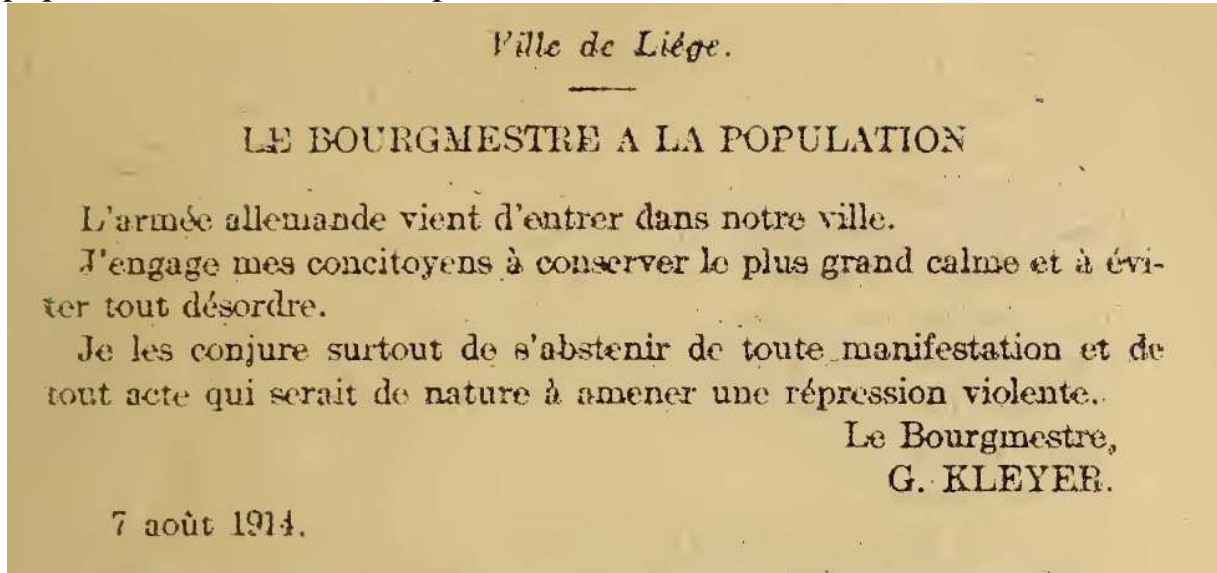 Ville de Liége.
LE BOURGMESTRE A LA POPULATION
L'armée allemande vient d'entrer dans notre ville.
J'engage mes concitoyens à conserver le plus grand calme et à évi-
ter tout désordre.
Je les conjure surtout de s'abstenir de toute manifestation et de
tout acte qui serait de nature à amener une répression violente.
Le Bourgmestre,
G. KLEYER.
7 août 1914.